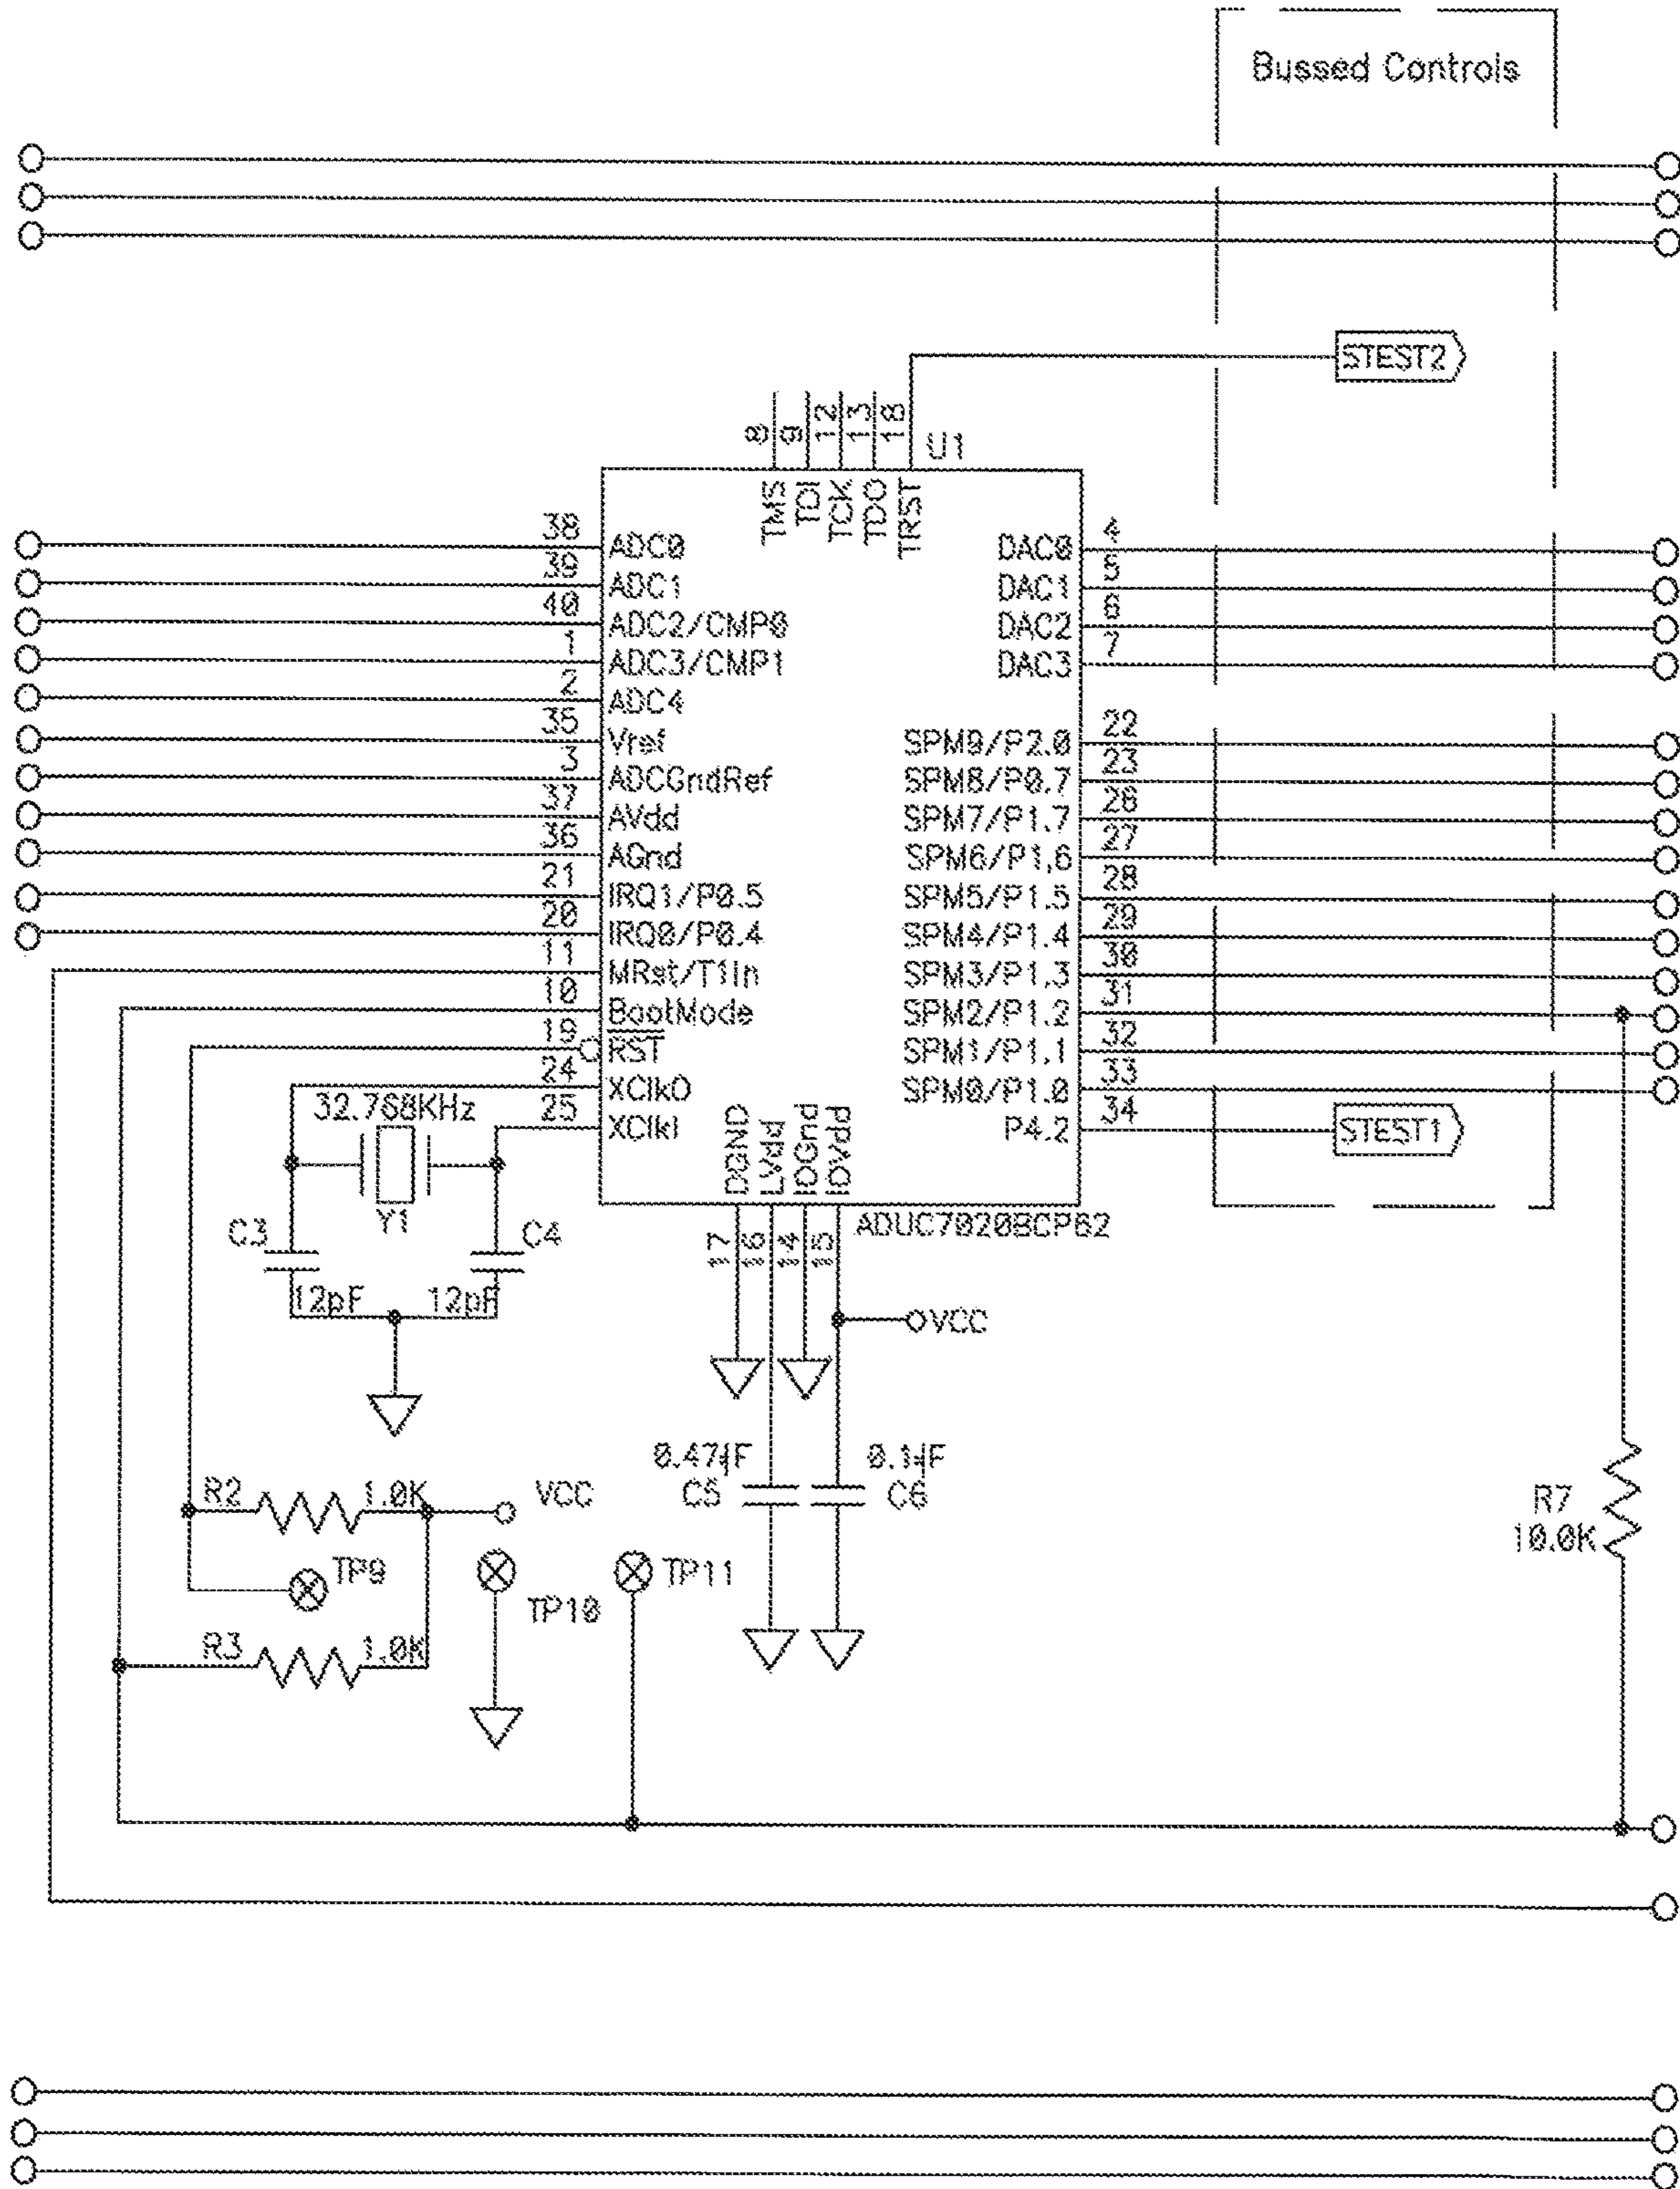 Bussed Controls
STEST2
8
9
12
13
18
U1
TMS
TDI
TCK
TDO
TRST
38
ADC0
39
ADC1
40
ADC2/CMP0
1
ADC3/CMP1
2
ADC4
35
Vref
3
ADCGndRef
37
AVdd
36
AGnd
21
IRQ1/P0.5
20
IRQ0/P0.4
11
MRst/T1In
10
BootMode
19
RST
24
XClkO
25
XClkI
4
DAC0
5
DAC1
6
DAC2
7
DAC3
22
SPM9/P2.0
23
SPM8/P0.7
26
SPM7/P1.7
27
SPM6/P1.6
28
SPM5/P1.5
29
SPM4/P1.4
30
SPM3/P1.3
31
SPM2/P1.2
32
SPM1/P1.1
33
SPM0/P1.0
34
P4.2
STEST1
DGND
LVdd
IOGnd
IOVdd
17
16
14
15
ADUC7020BCP62
32.768KHz
Y1
C3
C4
12pF
12pF
VCC
0.47µF
C5
0.1µF
C6
R2
1.0K
VCC
TP9
TP10
TP11
R3
1.0K
R7
10.0K